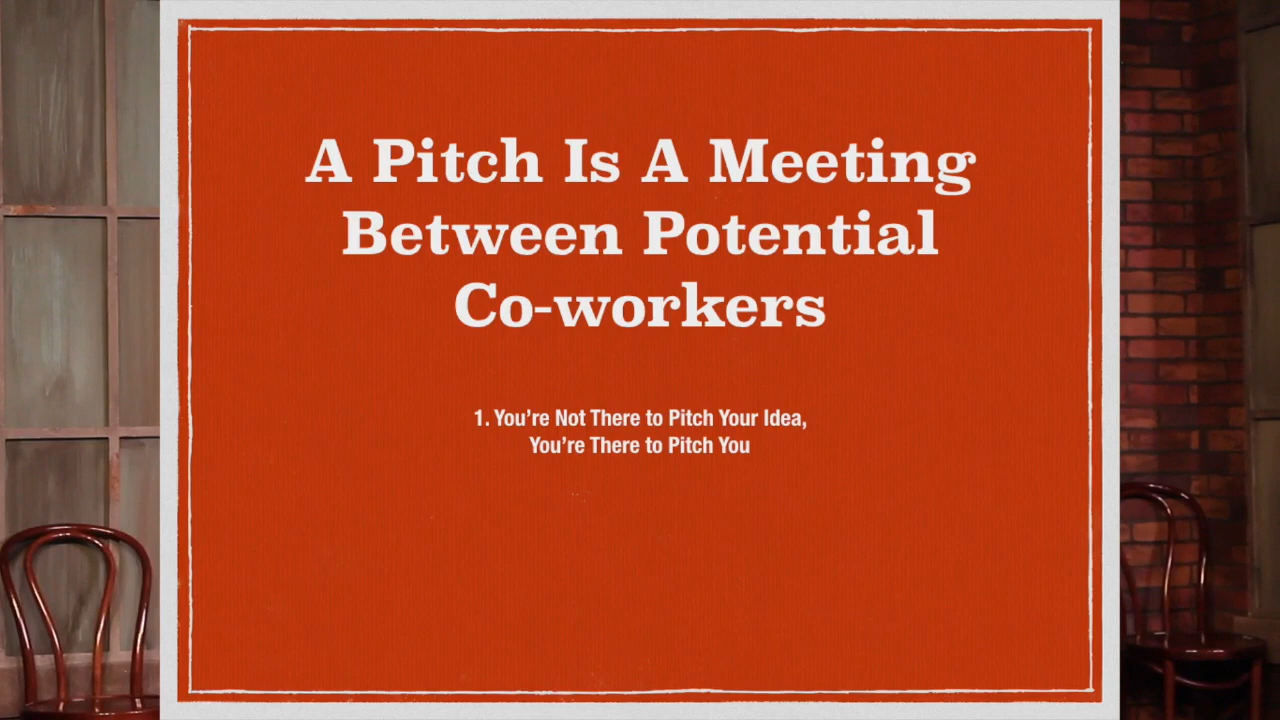 A Pitch Is A Meeting
Between Potential
Co-workers
1. You’re Not There to Pitch Your Idea,
You’re There to Pitch You